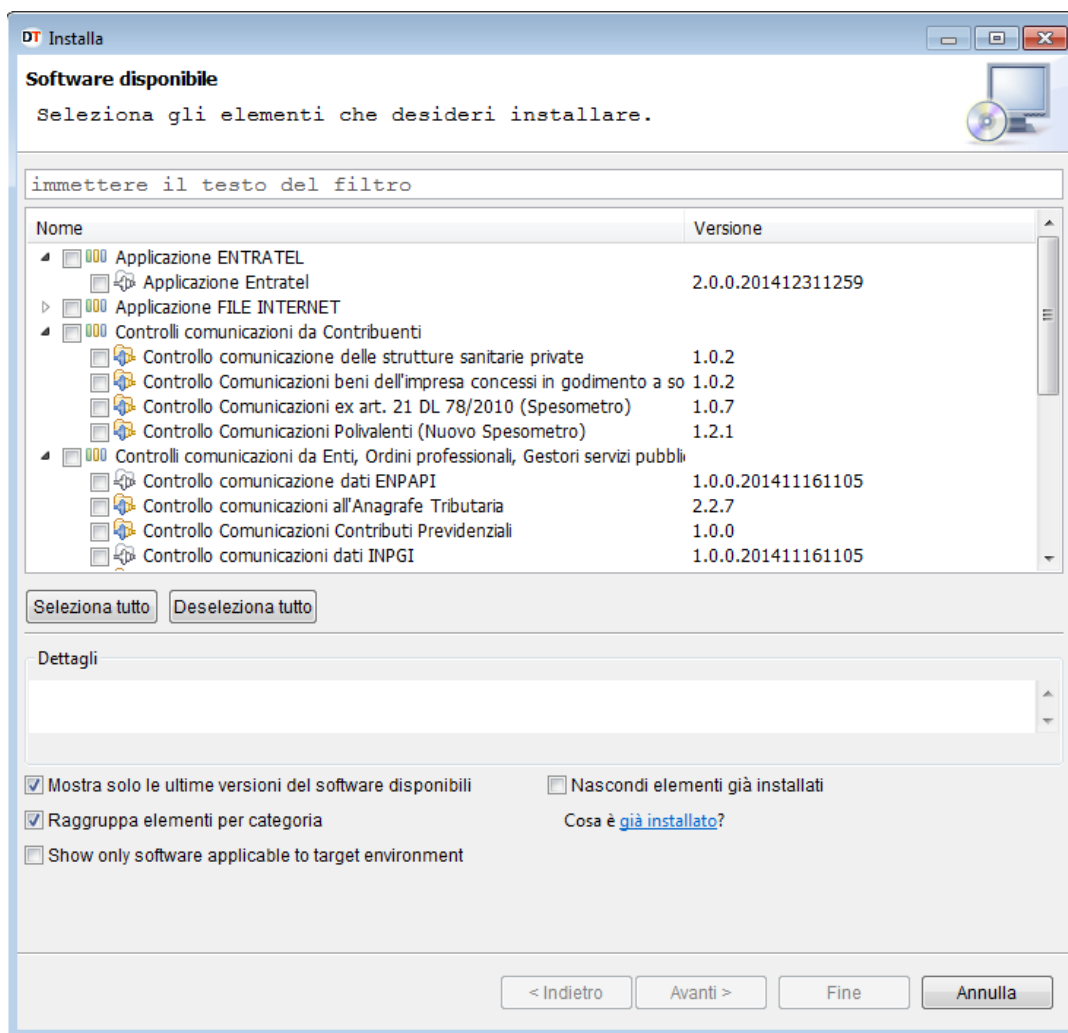 DT Installa
Software disponibile
Seleziona gli elementi che desideri installare.
immettere il testo del filtro
Nome Versione
Applicazione ENTRATEL
Applicazione Entratel 2.0.0.201412311259
Applicazione FILE INTERNET
Controlli comunicazioni da Contribuenti
Controllo comunicazione delle strutture sanitarie private 1.0.2
Controllo Comunicazioni beni dell'impresa concessi in godimento a so 1.0.2
Controllo Comunicazioni ex art. 21 DL 78/2010 (Spesometro) 1.0.7
Controllo Comunicazioni Polivalenti (Nuovo Spesometro) 1.2.1
Controlli comunicazioni da Enti, Ordini professionali, Gestori servizi pubbli
Controllo comunicazione dati ENPAPI 1.0.0.201411161105
Controllo comunicazioni all'Anagrafe Tributaria 2.2.7
Controllo Comunicazioni Contributi Previdenziali 1.0.0
Controllo comunicazioni dati INPGI 1.0.0.201411161105
Seleziona tutto Deseleziona tutto
Dettagli
Mostra solo le ultime versioni del software disponibili Nascondi elementi già installati
Raggruppa elementi per categoria Cosa è già installato?
Show only software applicable to target environment
< Indietro Avanti > Fine Annulla